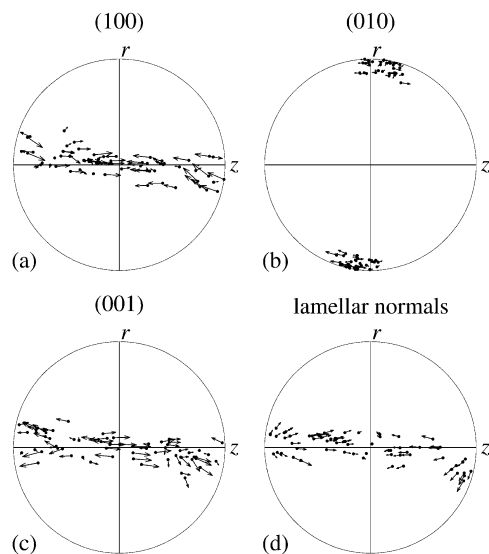 (100)
(010)
r
r
z
z
(a)
(b)
(001)
lamellar normals
r
r
z
z
(c)
(d)